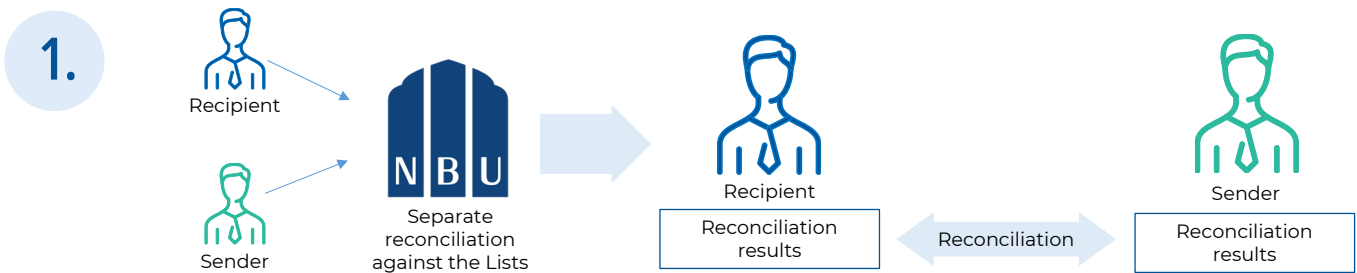 1.
Recipient
Sender
NBU
Separate
reconciliation
against the Lists
Recipient
Reconciliation
results
Reconciliation
Sender
Reconciliation
results